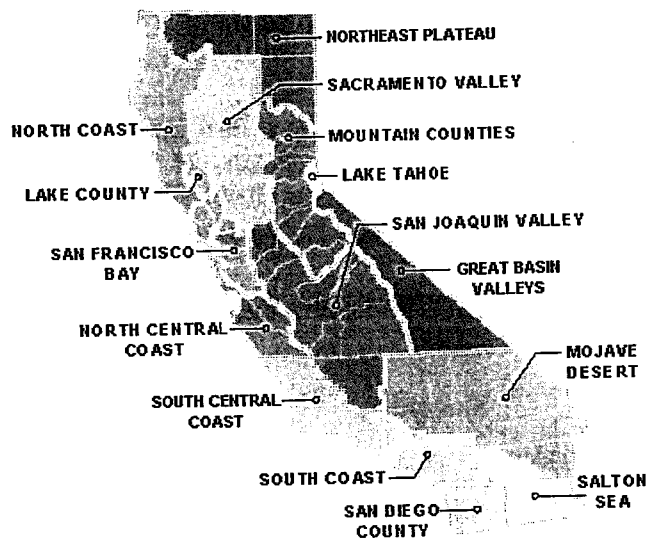 NORTHEAST PLATEAU
SACRAMENTO VALLEY
NORTH COAST
MOUNTAIN COUNTIES
LAKE TAHOE
LAKE COUNTY
SAN JOAQUIN VALLEY
SAN FRANCISCO
BAY
GREAT BASIN
VALLEYS
NORTH CENTRAL
COAST
MOJAVE
DESERT
SOUTH CENTRAL
COAST
SOUTH COAST
SALTON
SEA
SAN DIEGO
COUNTY